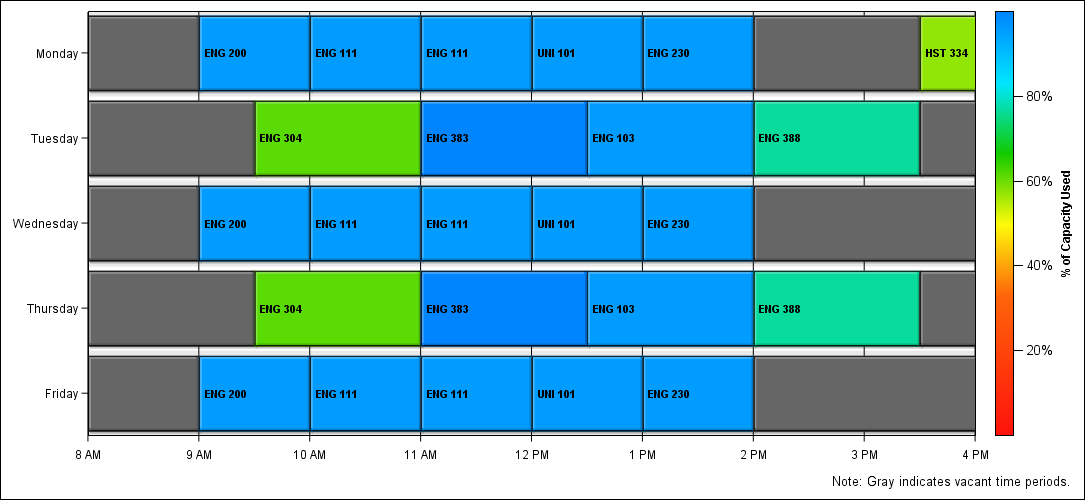 Monday
ENG 200
ENG 111
ENG 111
UNI 101
ENG 230
HST 334
Tuesday
ENG 304
ENG 383
ENG 103
ENG 388
Wednesday
ENG 200
ENG 111
ENG 111
UNI 101
ENG 230
Thursday
ENG 304
ENG 383
ENG 103
ENG 388
Friday
ENG 200
ENG 111
ENG 111
UNI 101
ENG 230
8 AM
9 AM
10 AM
11 AM
12 PM
1 PM
2 PM
3 PM
4 PM
80%
60%
40%
20%
% of Capacity Used
Note: Gray indicates vacant time periods.